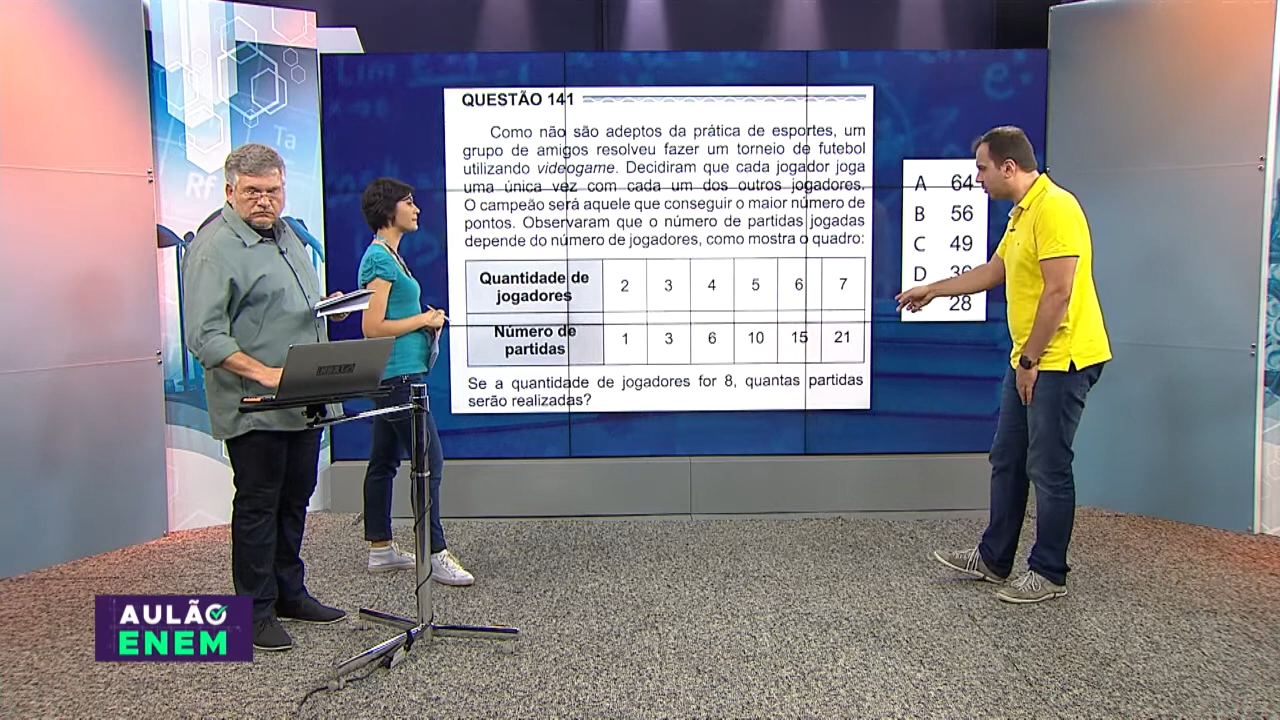 QUESTÃO 141
Como não são adeptos da prática de esportes, um
grupo de amigos resolveu fazer um torneio de futebol
utilizando videogame. Decidiram que cada jogador joga
uma única vez com cada um dos outros jogadores.
O campeão será aquele que conseguir o maior número de
pontos. Observaram que o número de partidas jogadas
depende do número de jogadores, como mostra o quadro:
Quantidade de
jogadores
2 3 4 5 6 7
Número de
partidas
1 3 6 10 15 21
Se a quantidade de jogadores for 8, quantas partidas
serão realizadas?
A 64
B 56
C 49
D
28
Rf
Ta
Lim
AULÃO
ENEM